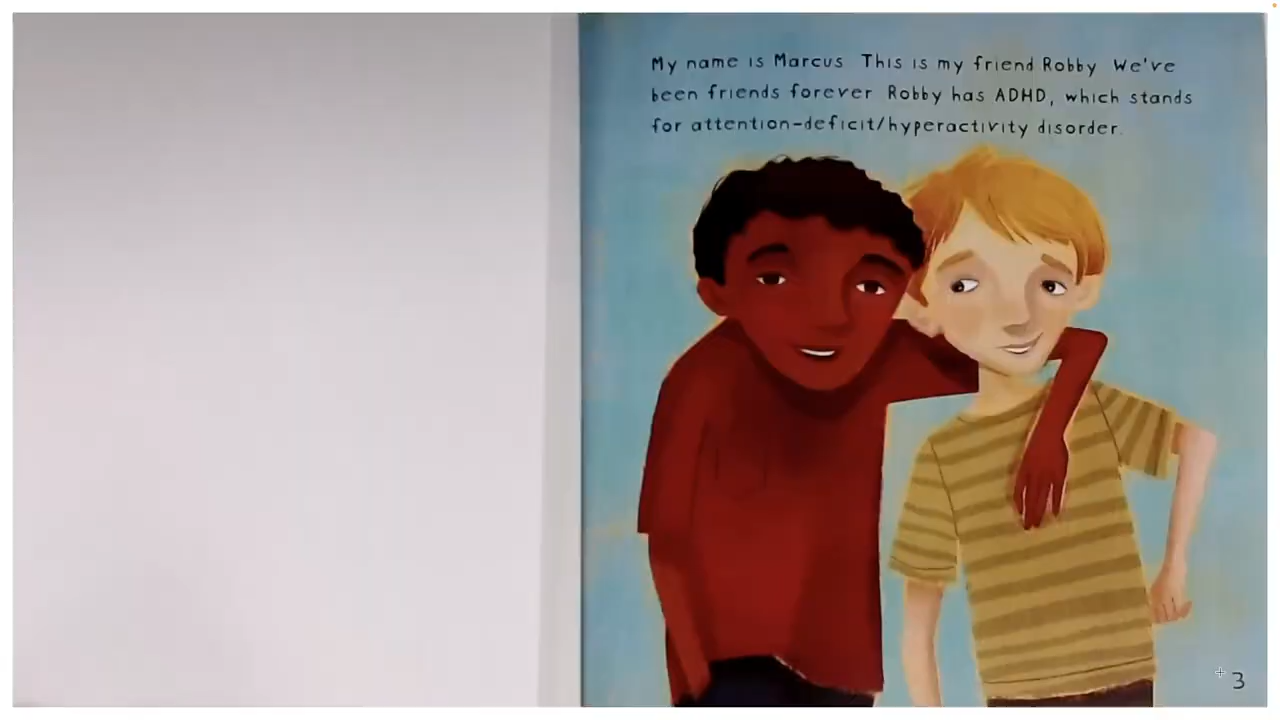 My name is Marcus This is my friend Robby We've
been friends forever Robby has ADHD, which stands
for attention-deficit/hyperactivity disorder.
3